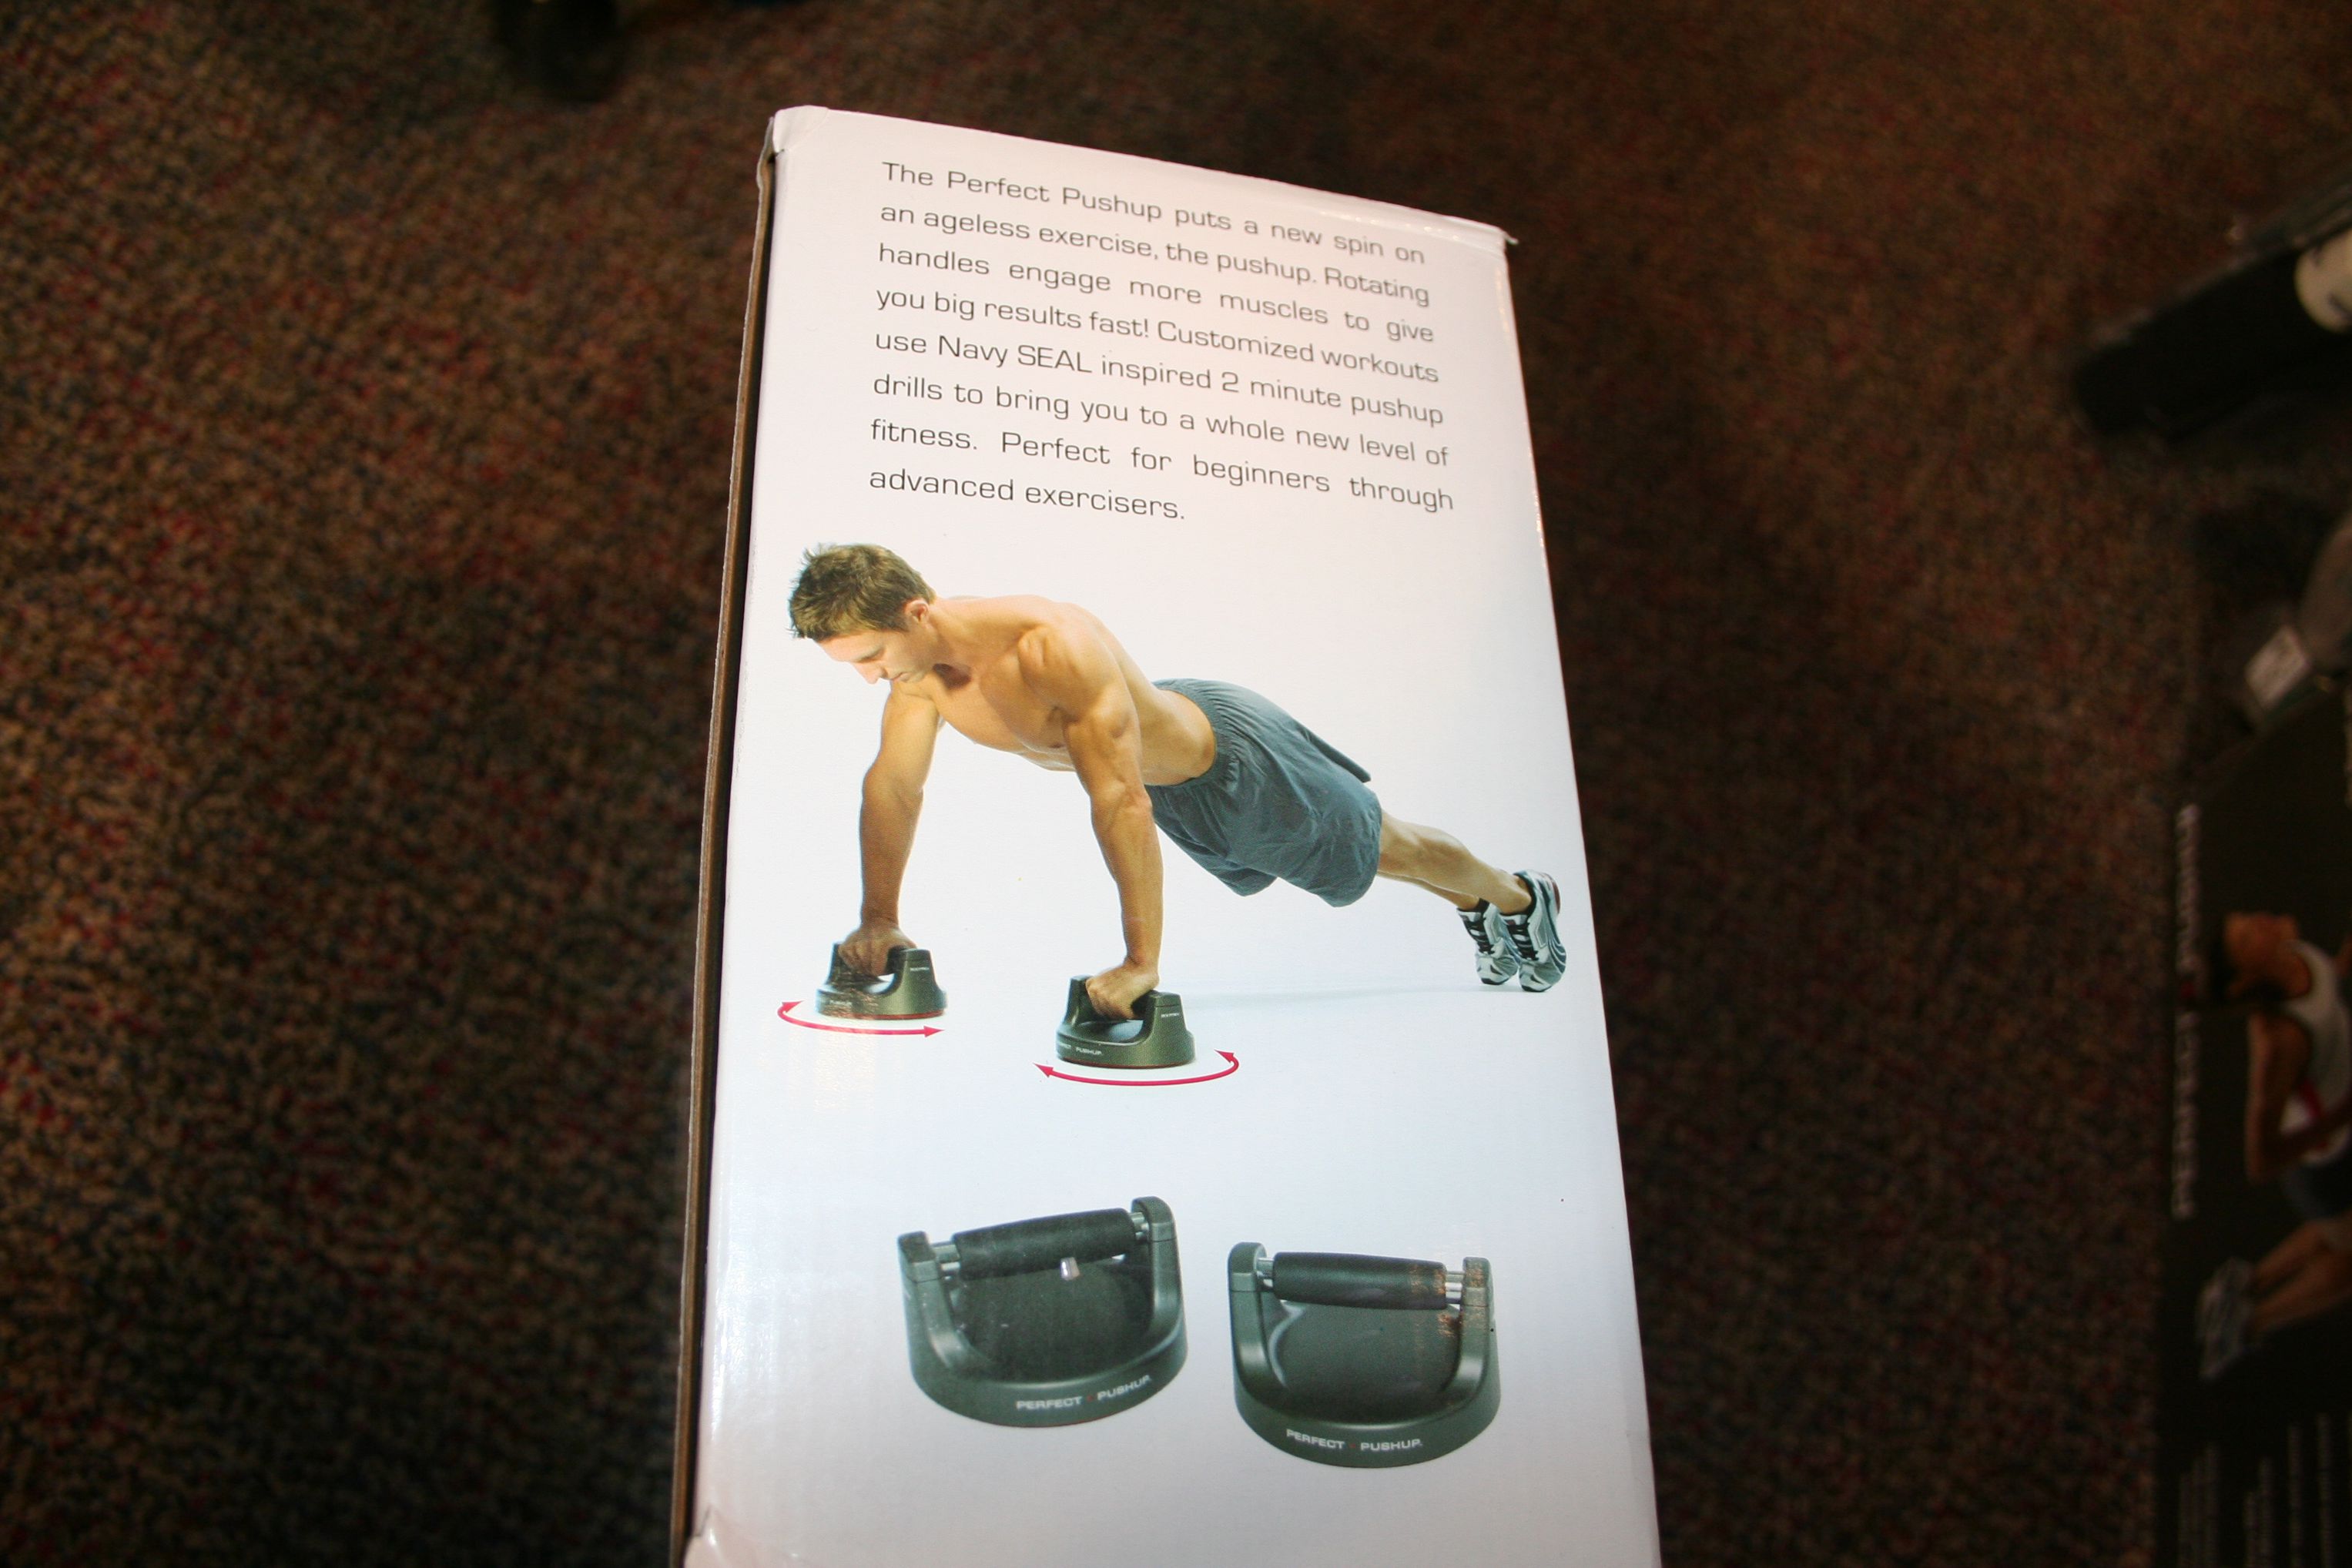 The Perfect Pushup puts a new spin on
an ageless exercise, the pushup. Rotating
handles engage more muscles to give
you big results fast! Customized workouts
use Navy SEAL inspired 2 minute pushup
drills to bring you to a whole new level of
fitness. Perfect for beginners through
advanced exercisers.
PUSHUP.
PERFECT PUSHUP.
PERFECT PUSHUP.